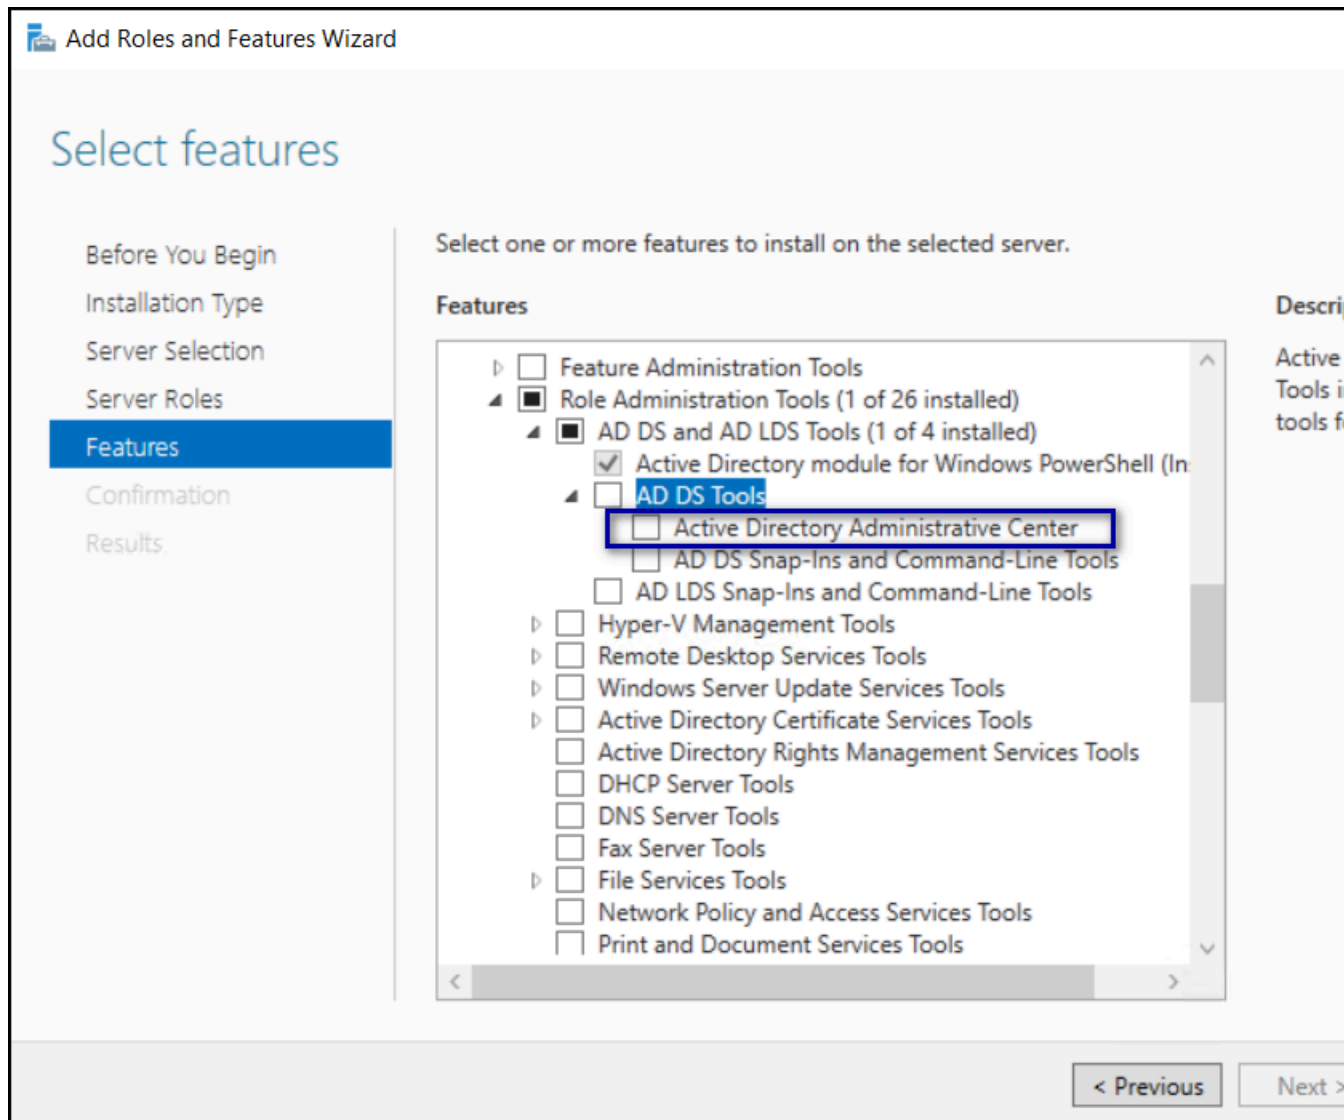 Add Roles and Features Wizard
Select features
Before You Begin
Installation Type
Server Selection
Server Roles
Features
Confirmation
Results
Select one or more features to install on the selected server.
Features
Feature Administration Tools
Role Administration Tools (1 of 26 installed)
AD DS and AD LDS Tools (1 of 4 installed)
Active Directory module for Windows PowerShell (In
AD DS Tools
Active Directory Administrative Center
AD DS Snap-Ins and Command-Line Tools
AD LDS Snap-Ins and Command-Line Tools
Hyper-V Management Tools
Remote Desktop Services Tools
Windows Server Update Services Tools
Active Directory Certificate Services Tools
Active Directory Rights Management Services Tools
DHCP Server Tools
DNS Server Tools
Fax Server Tools
File Services Tools
Network Policy and Access Services Tools
Print and Document Services Tools
Descri
Active
Tools i
tools f
< Previous
Next >